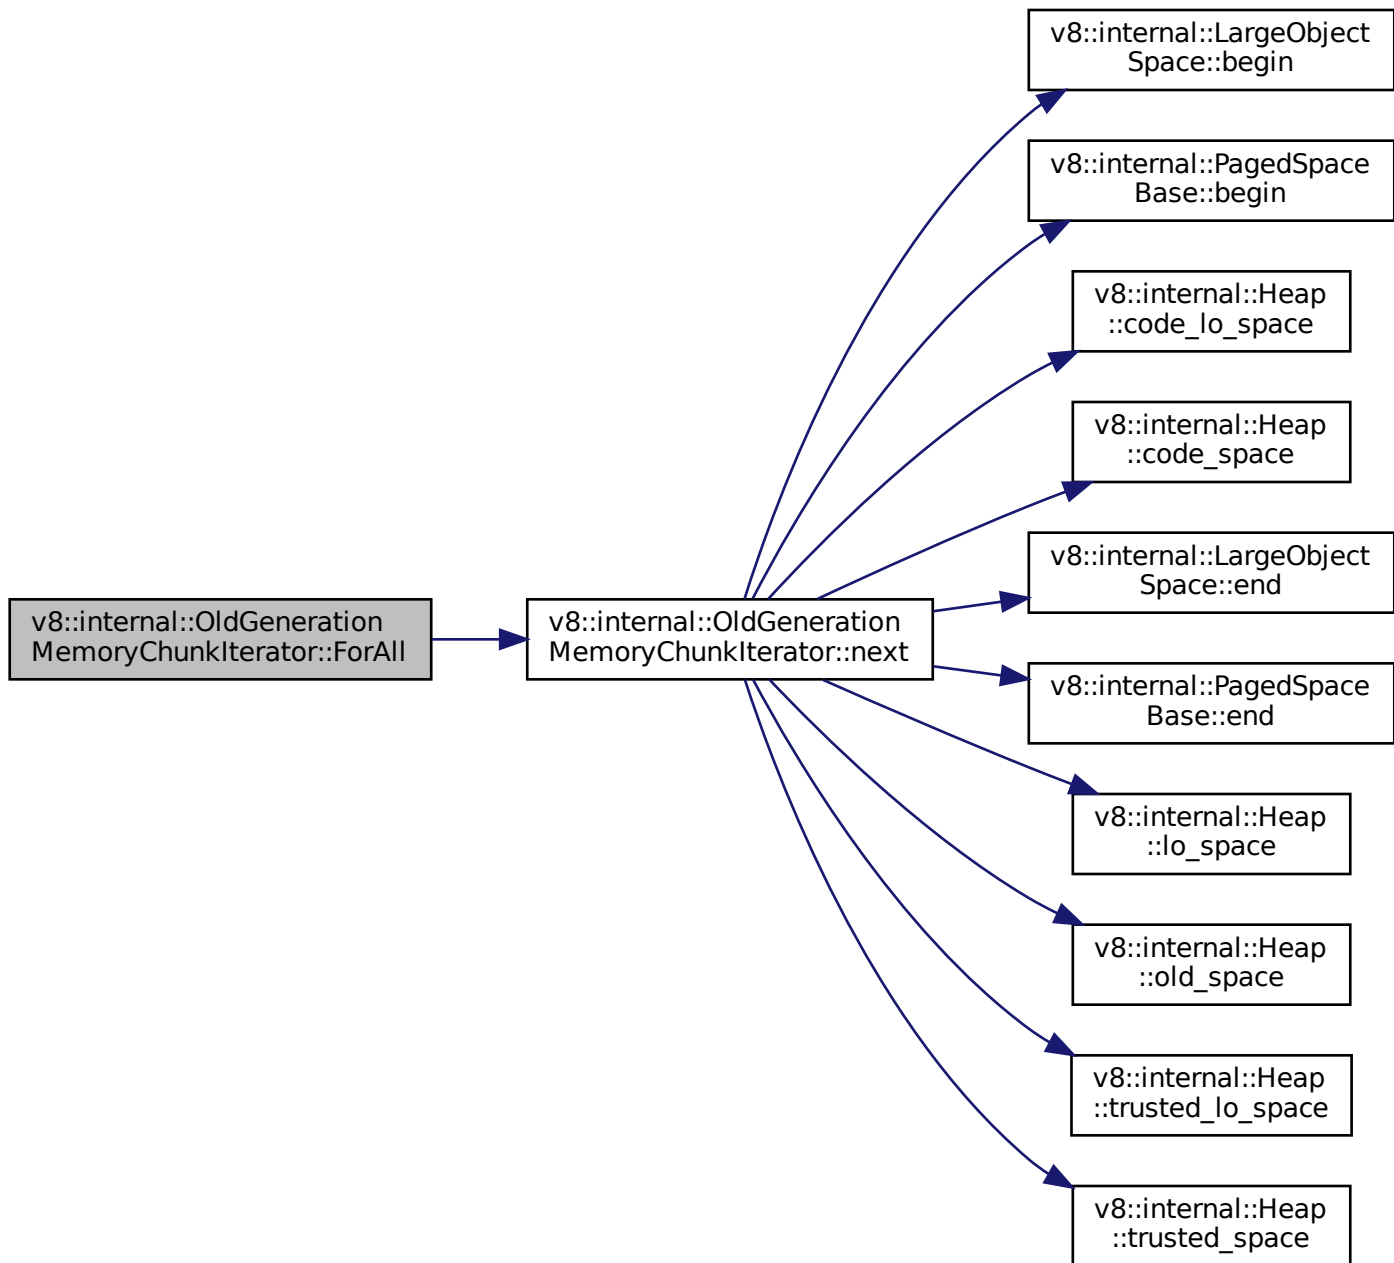 v8::internal::LargeObject
Space::begin
v8::internal::PagedSpace
Base::begin
v8::internal::Heap
::code_lo_space
v8::internal::Heap
::code_space
v8::internal::LargeObject
Space::end
v8::internal::OldGeneration
MemoryChunkIterator::ForAll
v8::internal::OldGeneration
MemoryChunkIterator::next
v8::internal::PagedSpace
Base::end
v8::internal::Heap
::lo_space
v8::internal::Heap
::old_space
v8::internal::Heap
::trusted_lo_space
v8::internal::Heap
::trusted_space